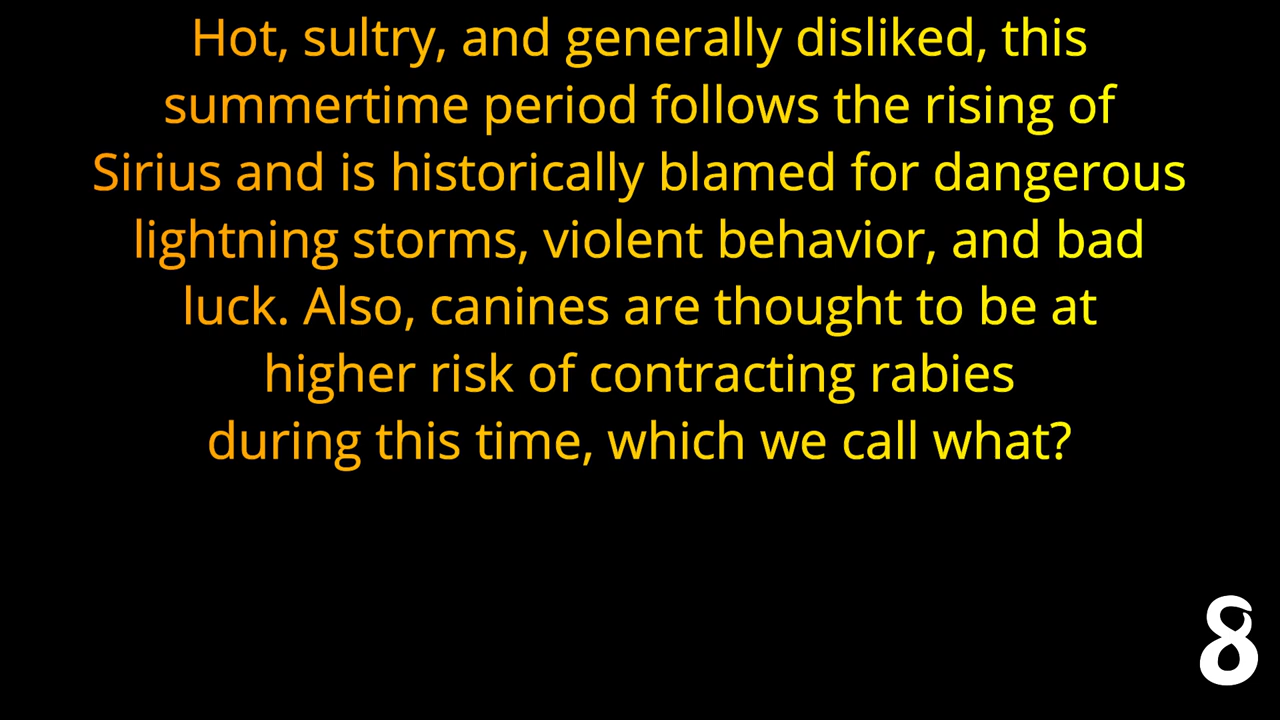 Hot, sultry, and generally disliked, this
summertime period follows the rising of
Sirius and is historically blamed for dangerous
lightning storms, violent behavior, and bad
luck. Also, canines are thought to be at
higher risk of contracting rabies
during this time, which we call what?
8